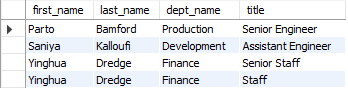 first_name last_name dept_name title
Parto Bamford Production Senior Engineer
Saniya Kalloufi Development Assistant Engineer
Yinghua Dredge Finance Senior Staff
Yinghua Dredge Finance Staff